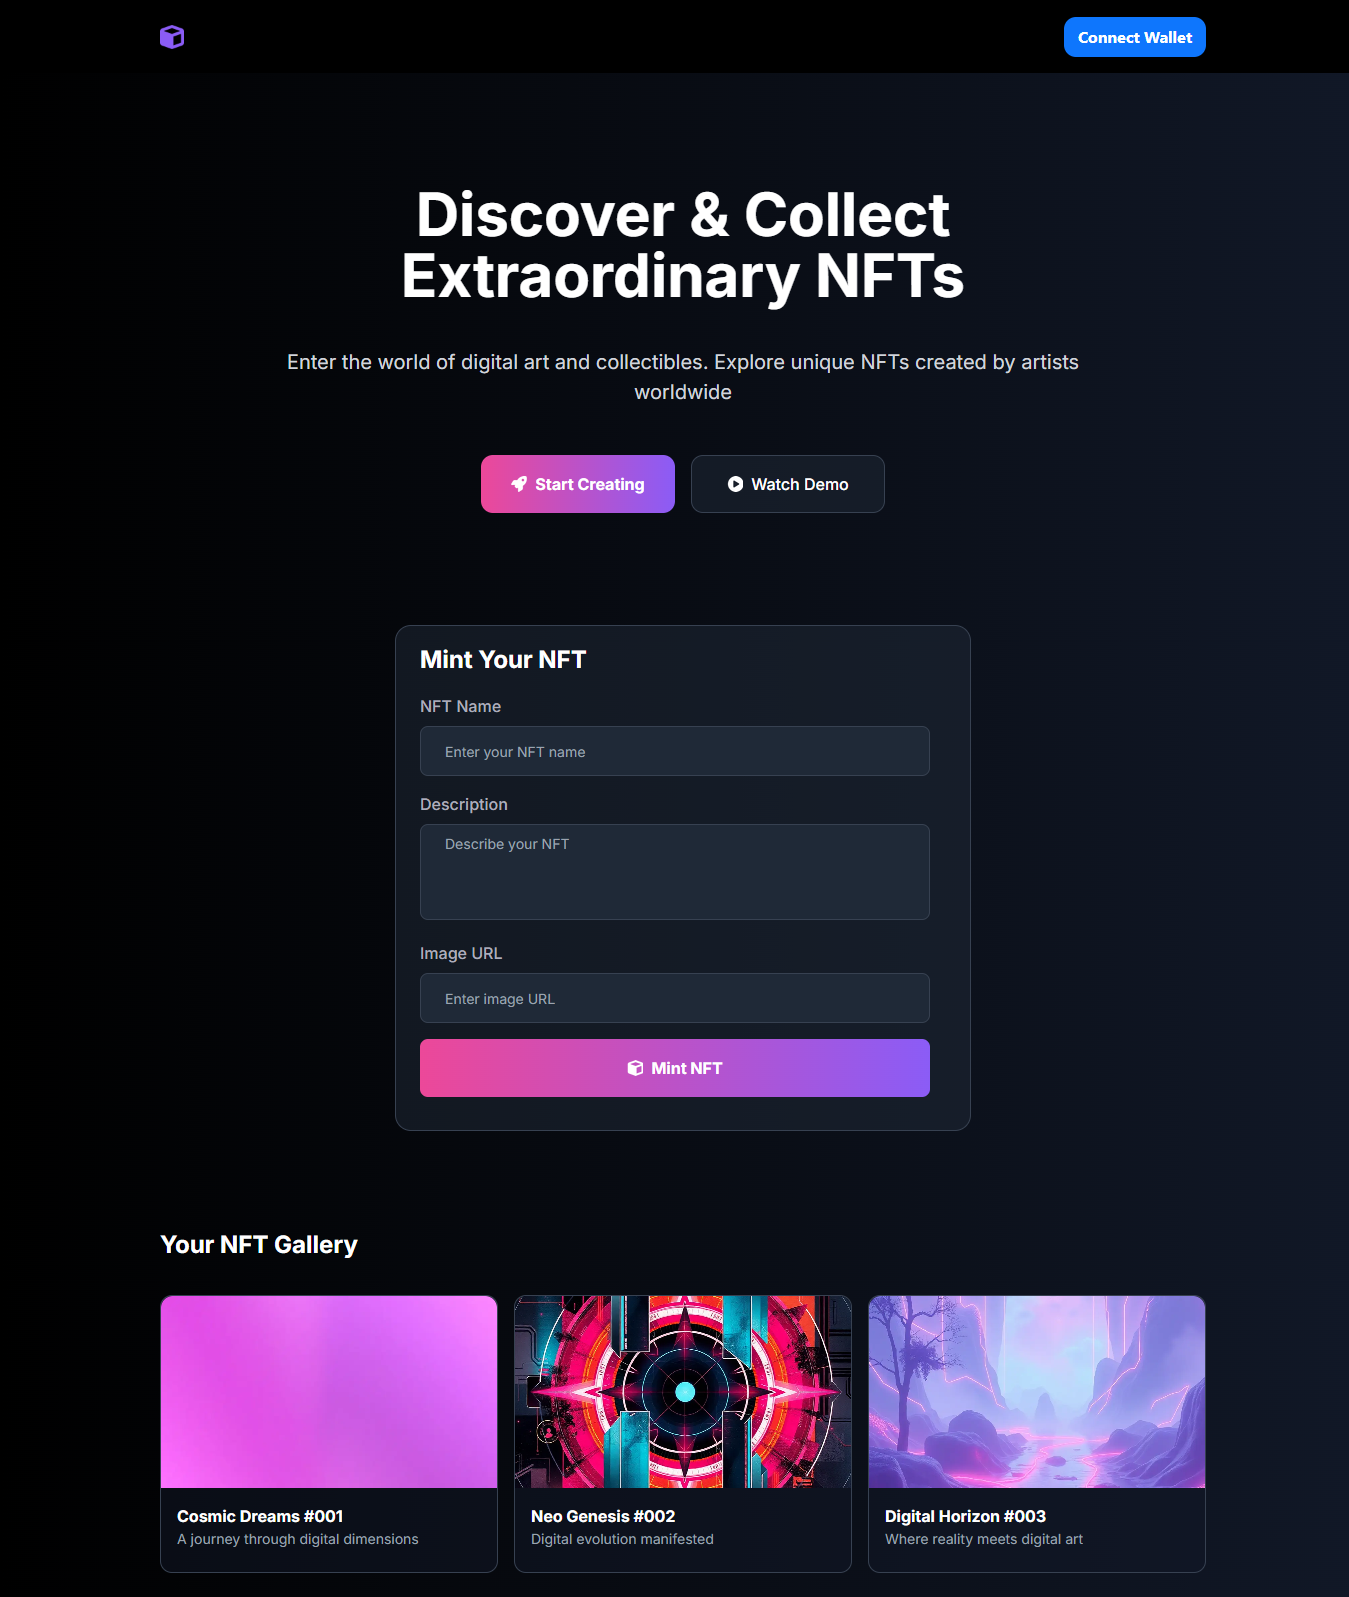 Connect Wallet
Discover & Collect
Extraordinary NFTs
Enter the world of digital art and collectibles. Explore unique NFTs created by artists
worldwide
Start Creating
Watch Demo
Mint Your NFT
NFT Name
Enter your NFT name
Description
Describe your NFT
Image URL
Enter image URL
Mint NFT
Your NFT Gallery
Cosmic Dreams #001
A journey through digital dimensions
Neo Genesis #002
Digital evolution manifested
Digital Horizon #003
Where reality meets digital art